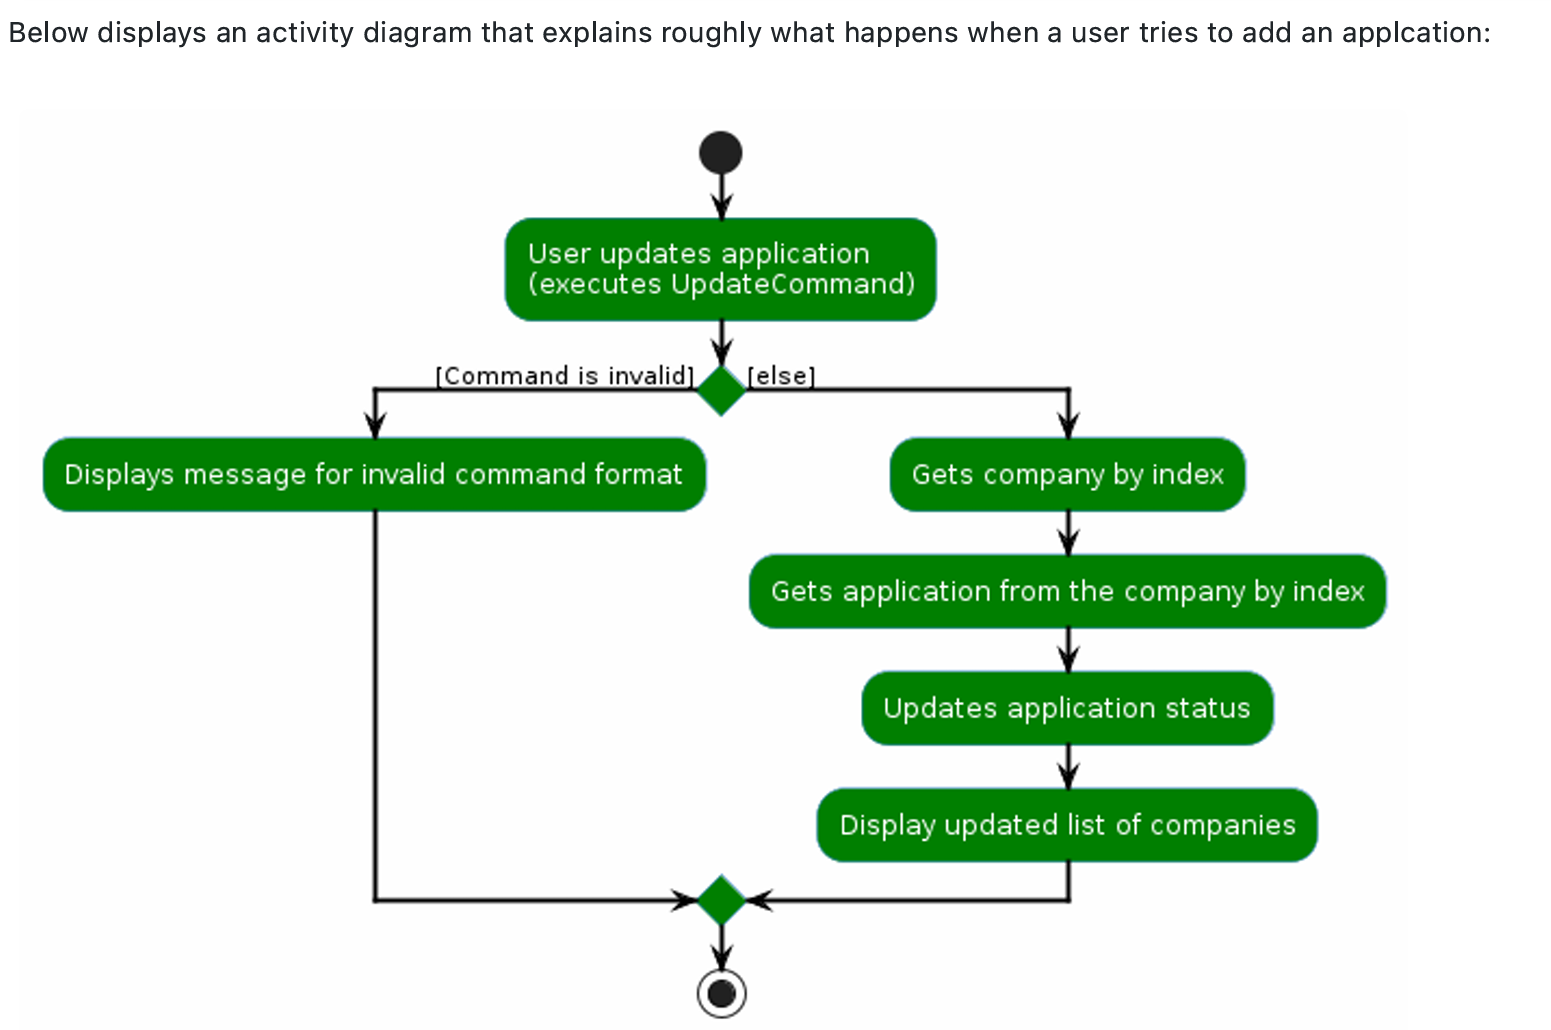 Below displays an activity diagram that explains roughly what happens when a user tries to add an applcation:
User updates application
(executes UpdateCommand)
[Command is invalid]
[else]
Displays message for invalid command format
Gets company by index
Gets application from the company by index
Updates application status
Display updated list of companies